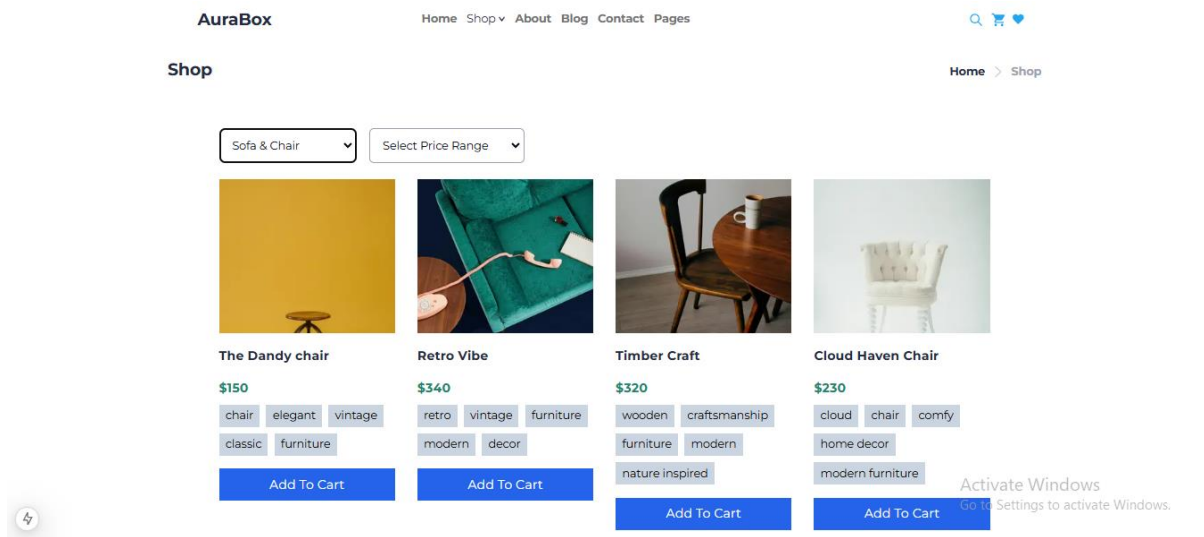 AuraBox Home Shop About Blog Contact Pages
Shop Home Shop
Sofa & Chair Select Price Range
The Dandy chair Retro Vibe Timber Craft Cloud Haven Chair
$150 $340 $320 $230
chair elegant vintage retro vintage furniture wooden craftsmanship cloud chair comfy
classic furniture modern decor furniture modern home decor
nature inspired modern furniture
Add To Cart Add To Cart
Add To Cart Add To Cart
Activate Windows
Go to Settings to activate Windows.